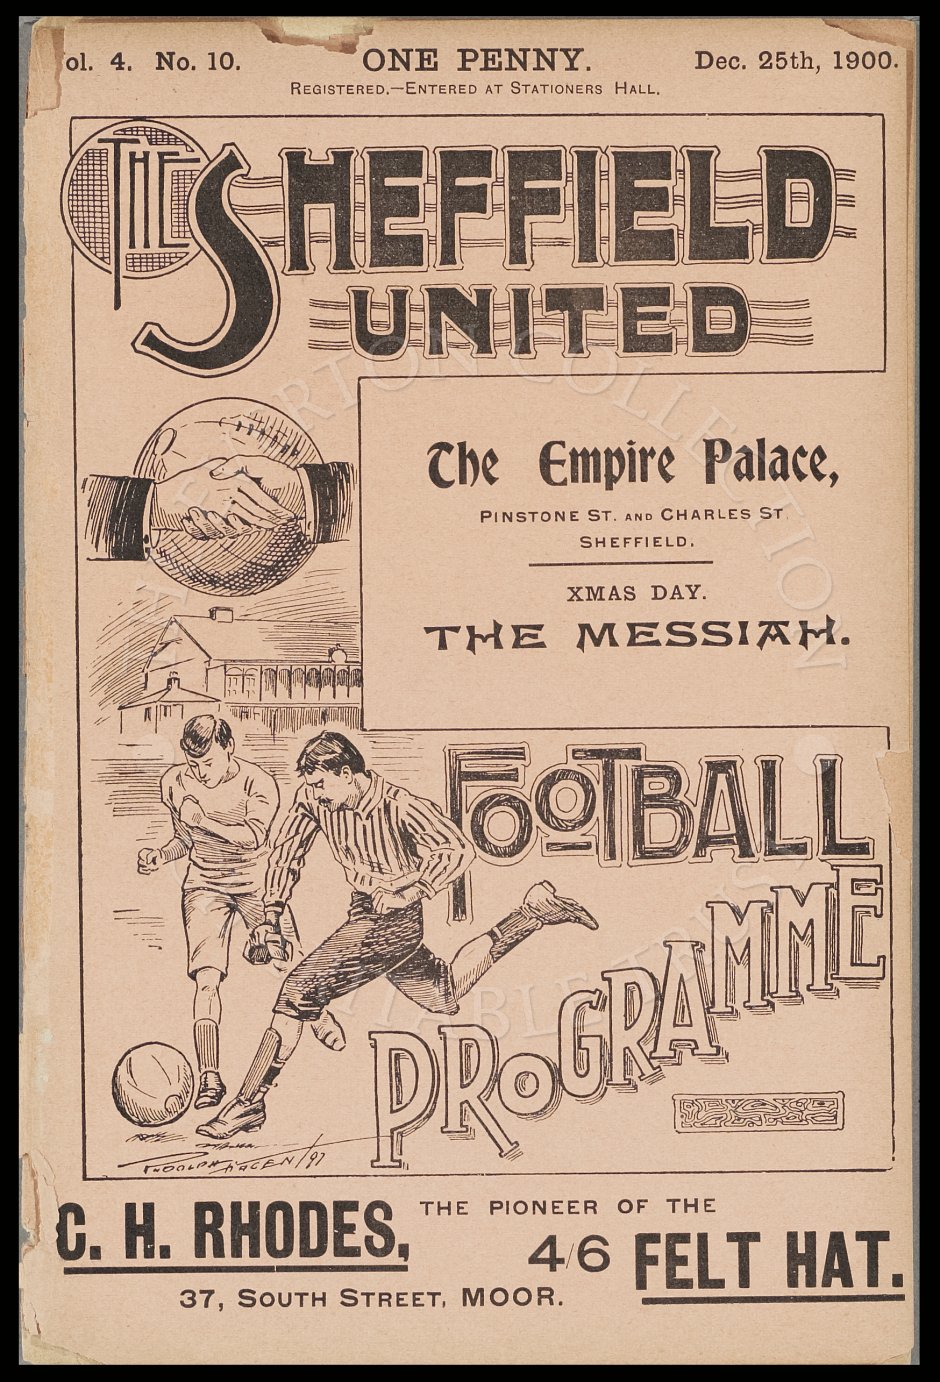 ol. 4. No. 10. ONE PENNY. Dec. 25th, 1900.
REGISTERED.—ENTERED AT STATIONERS HALL.
THE SHEFFIELD
UNITED
The Empire Palace,
PINSTONE ST. AND CHARLES ST.
SHEFFIELD.
XMAS DAY.
THE MESSIAH.
FOOTBALL
PROGRAMME
C. H. RHODES, THE PIONEER OF THE
4/6 FELT HAT.
37, SOUTH STREET, MOOR.
EVERTON COLLECTION